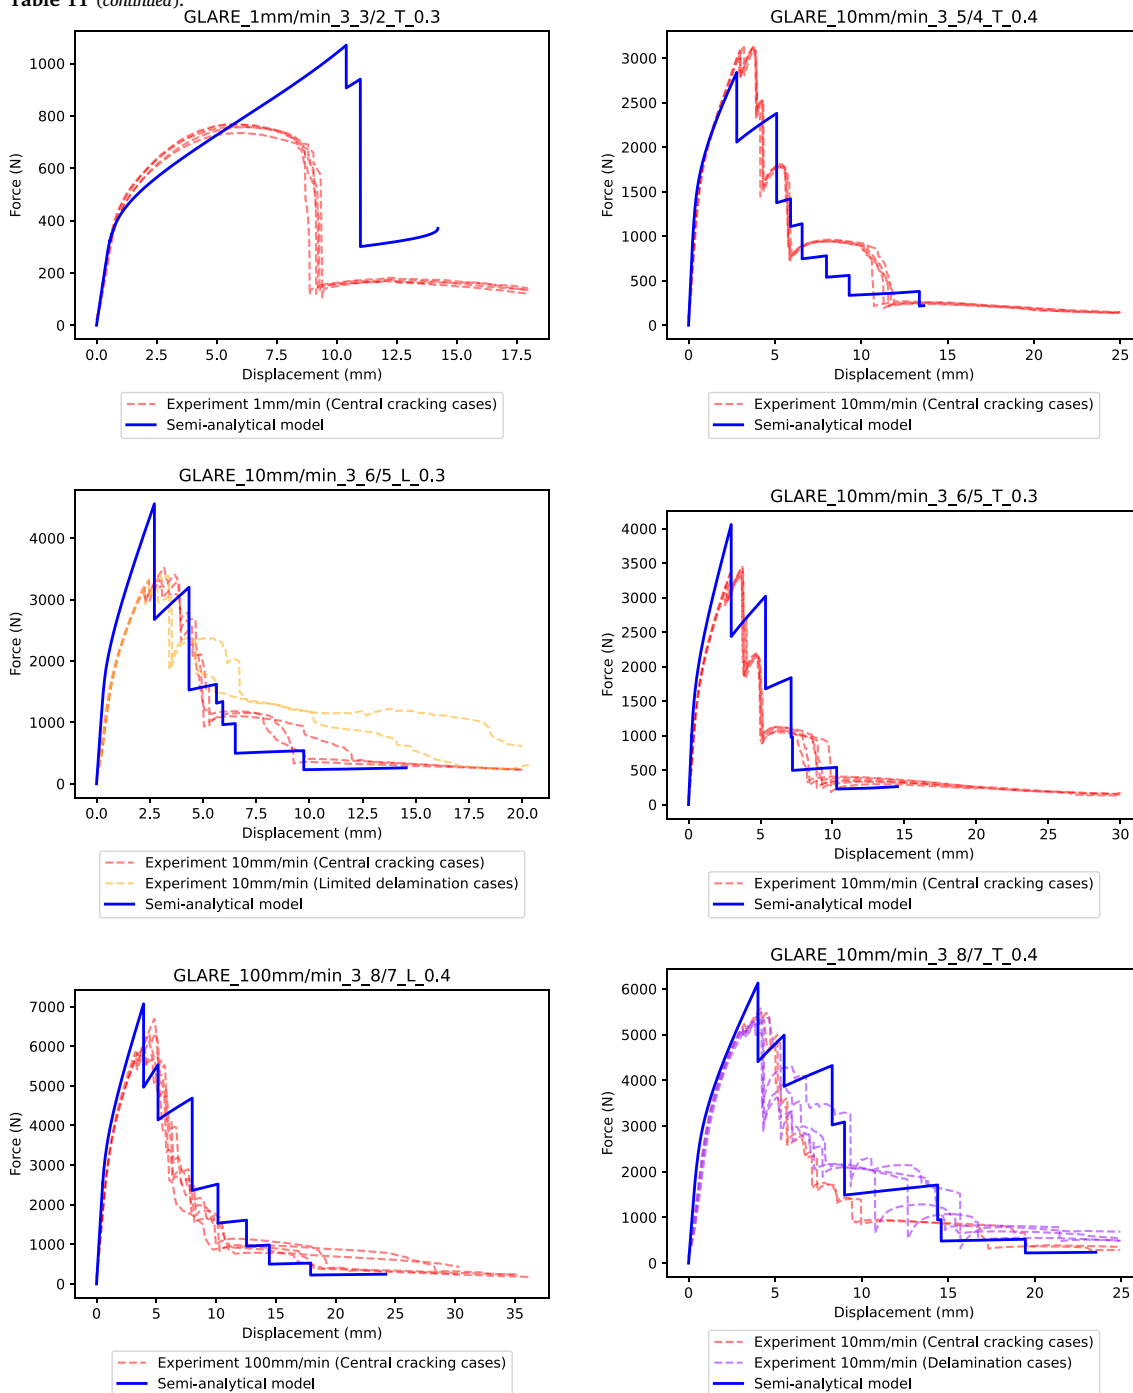 Table 11 (continued).
GLARE_1mm/min_3_3/2_T_0.3
Force (N)
1000
800
600
400
200
0
0.0 2.5 5.0 7.5 10.0 12.5 15.0 17.5
Displacement (mm)
Experiment 1mm/min (Central cracking cases)
Semi-analytical model
GLARE_10mm/min_3_5/4_T_0.4
Force (N)
3000
2500
2000
1500
1000
500
0
0 5 10 15 20 25
Displacement (mm)
Experiment 10mm/min (Central cracking cases)
Semi-analytical model
GLARE_10mm/min_3_6/5_L_0.3
Force (N)
4000
3000
2000
1000
0
0.0 2.5 5.0 7.5 10.0 12.5 15.0 17.5 20.0
Displacement (mm)
Experiment 10mm/min (Central cracking cases)
Experiment 10mm/min (Limited delamination cases)
Semi-analytical model
GLARE_10mm/min_3_6/5_T_0.3
Force (N)
4000
3500
3000
2500
2000
1500
1000
500
0
0 5 10 15 20 25 30
Displacement (mm)
Experiment 10mm/min (Central cracking cases)
Semi-analytical model
GLARE_100mm/min_3_8/7_L_0.4
Force (N)
7000
6000
5000
4000
3000
2000
1000
0
0 5 10 15 20 25 30 35
Displacement (mm)
Experiment 100mm/min (Central cracking cases)
Semi-analytical model
GLARE_10mm/min_3_8/7_T_0.4
Force (N)
6000
5000
4000
3000
2000
1000
0
0 5 10 15 20 25
Displacement (mm)
Experiment 10mm/min (Central cracking cases)
Experiment 10mm/min (Delamination cases)
Semi-analytical model